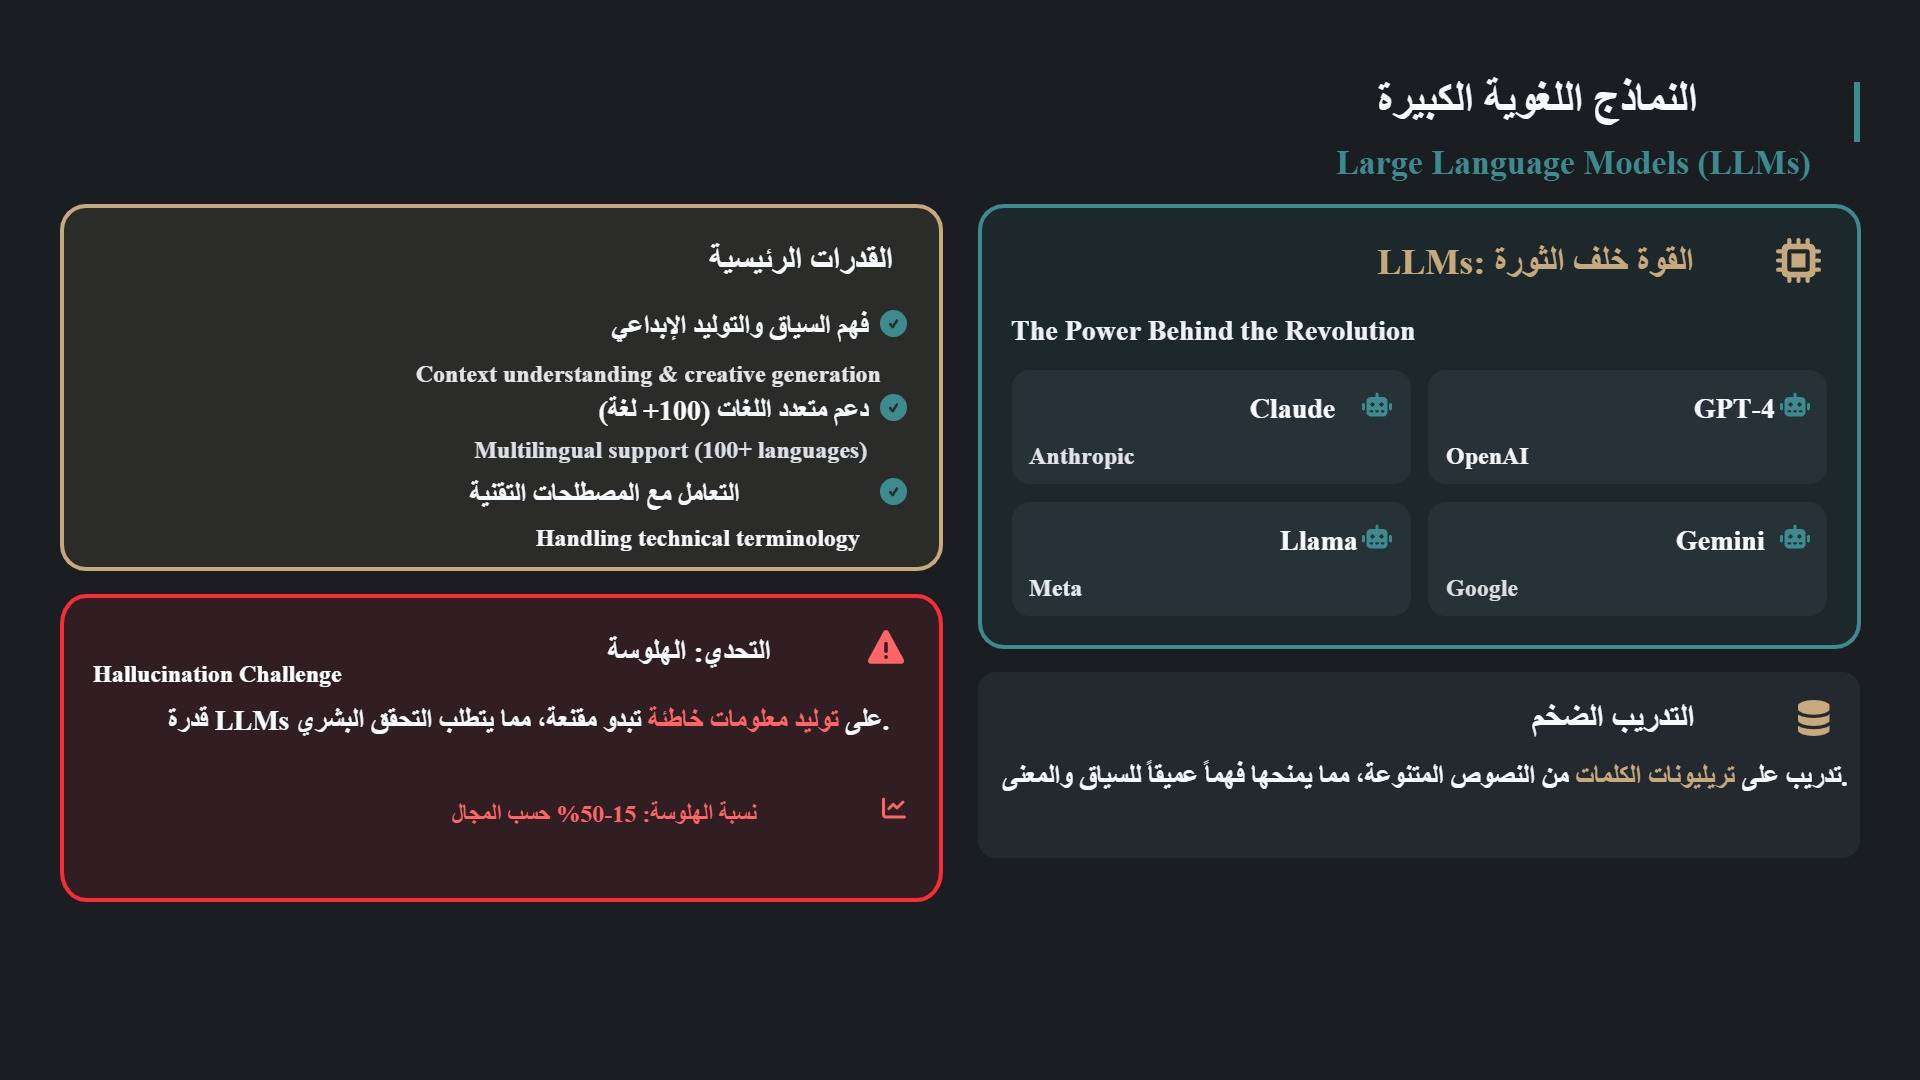 النماذج اللغوية الكبيرة
Large Language Models (LLMs)
القوة خلف الثورة :LLMs
The Power Behind the Revolution
GPT-4
OpenAI
Claude
Anthropic
Gemini
Google
Llama
Meta
التدريب الضخم
تدريب على تريليونات الكلمات من النصوص المتنوعة، مما يمنحها فهماً عميقاً للسياق والمعنى.
القدرات الرئيسية
فهم السياق والتوليد الإبداعي
Context understanding & creative generation
دعم متعدد اللغات (100+ لغة)
Multilingual support (100+ languages)
التعامل مع المصطلحات التقنية
Handling technical terminology
التحدي: الهلوسة
Hallucination Challenge
.على توليد معلومات خاطئة تبدو مقنعة، مما يتطلب التحقق البشري LLMs قدرة
نسبة الهلوسة: 15-50% حسب المجال